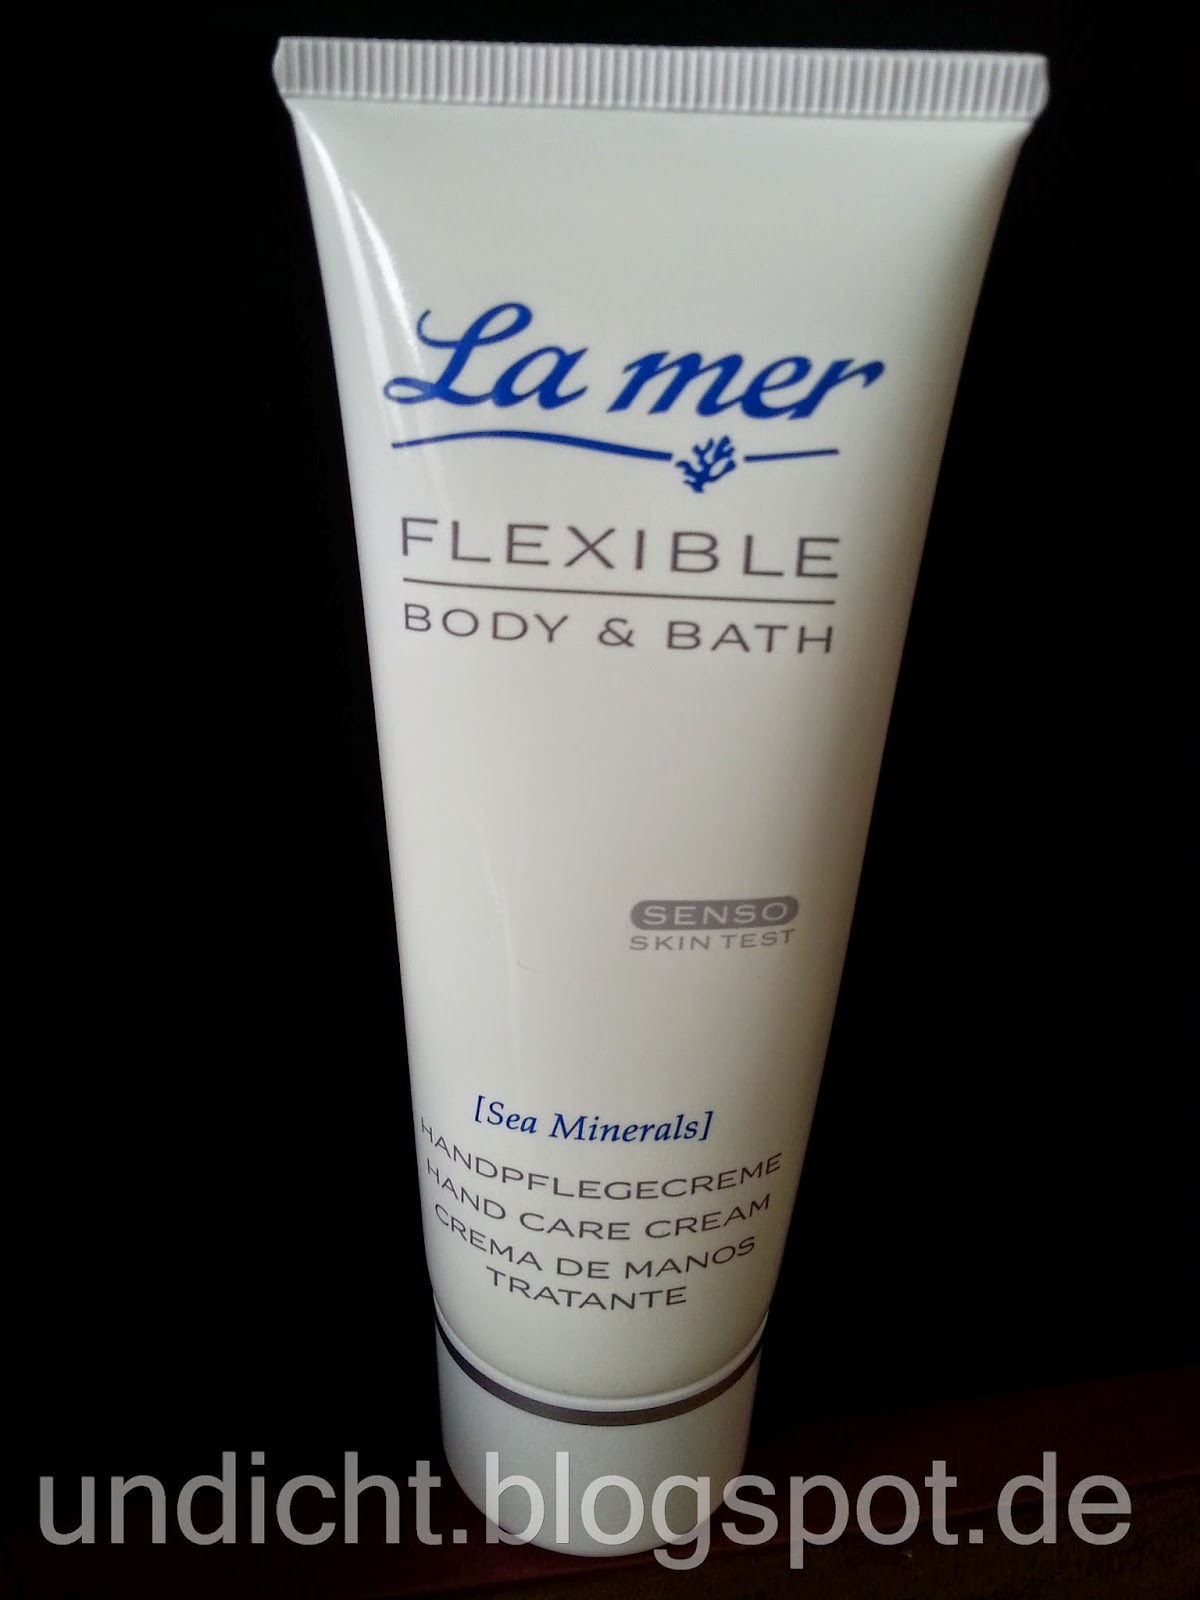 La mer
FLEXIBLE
BODY & BATH
SENSO
SKIN TEST
[Sea Minerals]
HANDPFLEGECREME
HAND CARE CREAM
CREMA DE MANOS
TRATANTE
undicht.blogspot.de